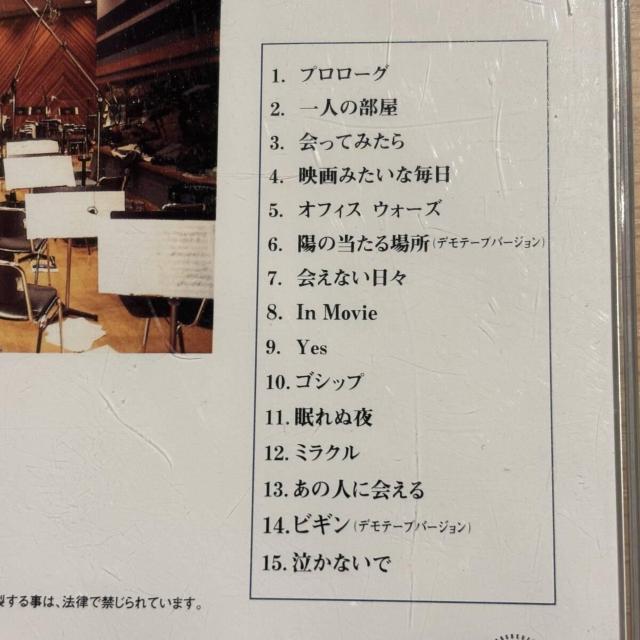 1. プロローグ
2. 一人の部屋
3. 会ってみたら
4. 映画みたいな毎日
5. オフィス ウォーズ
6. 陽の当たる場所(デモテープバージョン)
7. 会えない日々
8. In Movie
9. Yes
10. ゴシップ
11. 眠れぬ夜
12. ミラクル
13. あの人に会える
14. ビギン(デモテープバージョン)
15. 泣かないで
製する事は、法律で禁じられています。